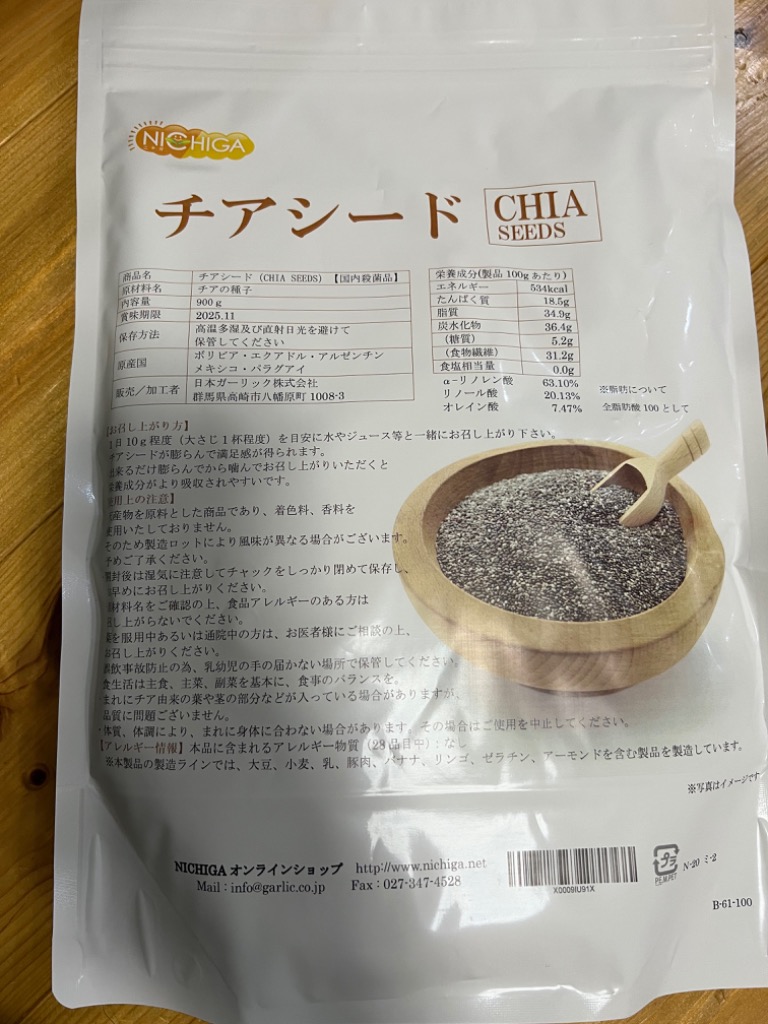 NICHIGA
チアシード
CHIA
SEEDS
商品名 チアシード (CHIA SEEDS) 【国内殺菌品】
原材料名 チアの種子
内容量 900g
賞味期限 2025.11
保存方法 高温多湿及び直射日光を避けて
保管してください
原産国 ボリビア・エクアドル・アルゼンチン
メキシコ・パラグアイ
販売/加工者 日本ガーリック株式会社
群馬県高崎市八幡原町 1008-3
栄養成分(製品 100gあたり)
エネルギー 534kcal
たんぱく質 18.5g
脂質 34.9g
炭水化物 36.4g
(糖質) 5.2g
(食物繊維) 31.2g
食塩相当量 0.0g
α-リノレン酸 63.10%
リノール酸 20.13%
オレイン酸 7.47%
※脂肪について
全脂肪酸 100 として
【お召し上がり方】
1日 10g 程度(大さじ1杯程度)を目安に水やジュース等と一緒にお召し上がり下さい。
チアシードが膨らんで満足感が得られます。
出来るだけ膨らんでから噛んでお召し上がりいただくと
栄養成分がより吸収されやすいです。
用上の注意】
産物を原料とした商品であり、着色料、香料を
使用いたしておりません。
そのため製造ロットにより風味が異なる場合がございます。
予めご了承ください。
開封後は湿気に注意してチャックをしっかり閉めて保存し、
早めにお召し上がりください。
材料名をご確認の上、食品アレルギーのある方は
召し上がらないでください。
薬を服用中あるいは通院中の方は、お医者様にご相談の上、
お召し上がりください。
誤飲事故防止の為、乳幼児の手の届かない場所で保管してください。
食生活は主食、主菜、副菜を基本に、食事のバランスを。
まれにチア由来の葉や茎の部分などが入っている場合がありますが、
品質に問題ございません。
・体質、体調により、まれに身体に合わない場合があります。その場合はご使用を中止してください。
【アレルギー情報】本品に含まれるアレルギー物質(28品目中):なし
※本製品の製造ラインでは、大豆、小麦、乳、豚肉、バナナ、リンゴ、ゼラチン、アーモンドを含む製品を製造しています。
※写真はイメージです
NICHIGA オンラインショップ http://www.nichiga.net
Mail : info@garlic.co.jp Fax : 027-347-4528
X0009IU91X
プラ
PE,M,PET
N-20 ミ-2
B-61-100